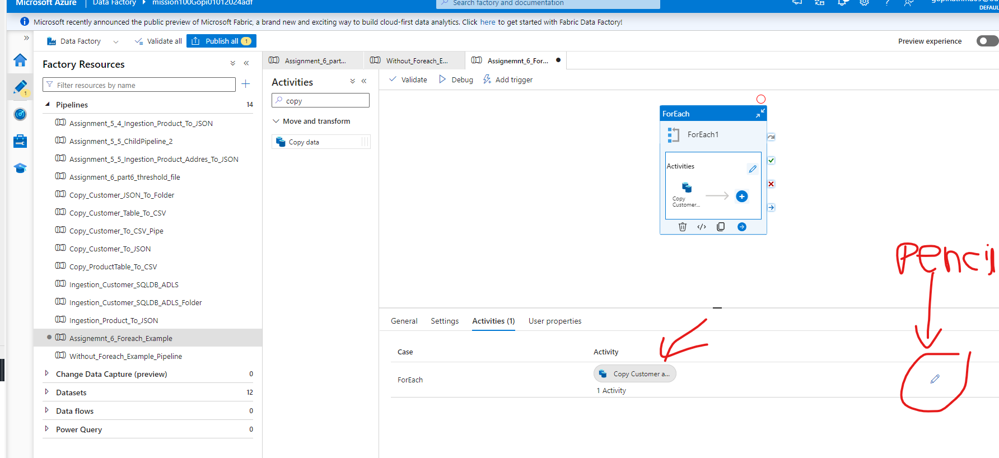 Microsoft Azure
Data Factory
mission100Gopi01012024adf
Search factory and documentation
DEFAUL
Microsoft recently announced the public preview of Microsoft Fabric, a brand new and exciting way to build cloud-first data analytics. Click here to get started with Fabric Data Factory!
Data Factory
Validate all
Publish all 1
Preview experience
1
Factory Resources
Filter resources by name
Pipelines 14
Assignment_5_4_Ingestion_Product_To_JSON
Assignment_5_5_ChildPipeline_2
Assignment_5_5_Ingestion_Product_Addres_To_JSON
Assignment_6_part6_threshold_file
Copy_Customer_JSON_To_Folder
Copy_Customer_Table_To_CSV
Copy_Customer_To_CSV_Pipe
Copy_Customer_To_JSON
Copy_ProductTable_To_CSV
Ingestion_Customer_SQLDB_ADLS
Ingestion_Customer_SQLDB_ADLS_Folder
Ingestion_Product_To_JSON
Assignemnt_6_Foreach_Example
Without_Foreach_Example_Pipeline
Change Data Capture (preview) 0
Datasets 12
Data flows 0
Power Query 0
Assignment_6_part...
Without_Foreach_E...
Assignemnt_6_For...
Activities
copy
Move and transform
Copy data
Validate
Debug
Add trigger
ForEach
ForEach1
Activities
Copy
Customer...
Pencil
General
Settings
Activities (1)
User properties
Case
Activity
ForEach
Copy Customer a...
1 Activity